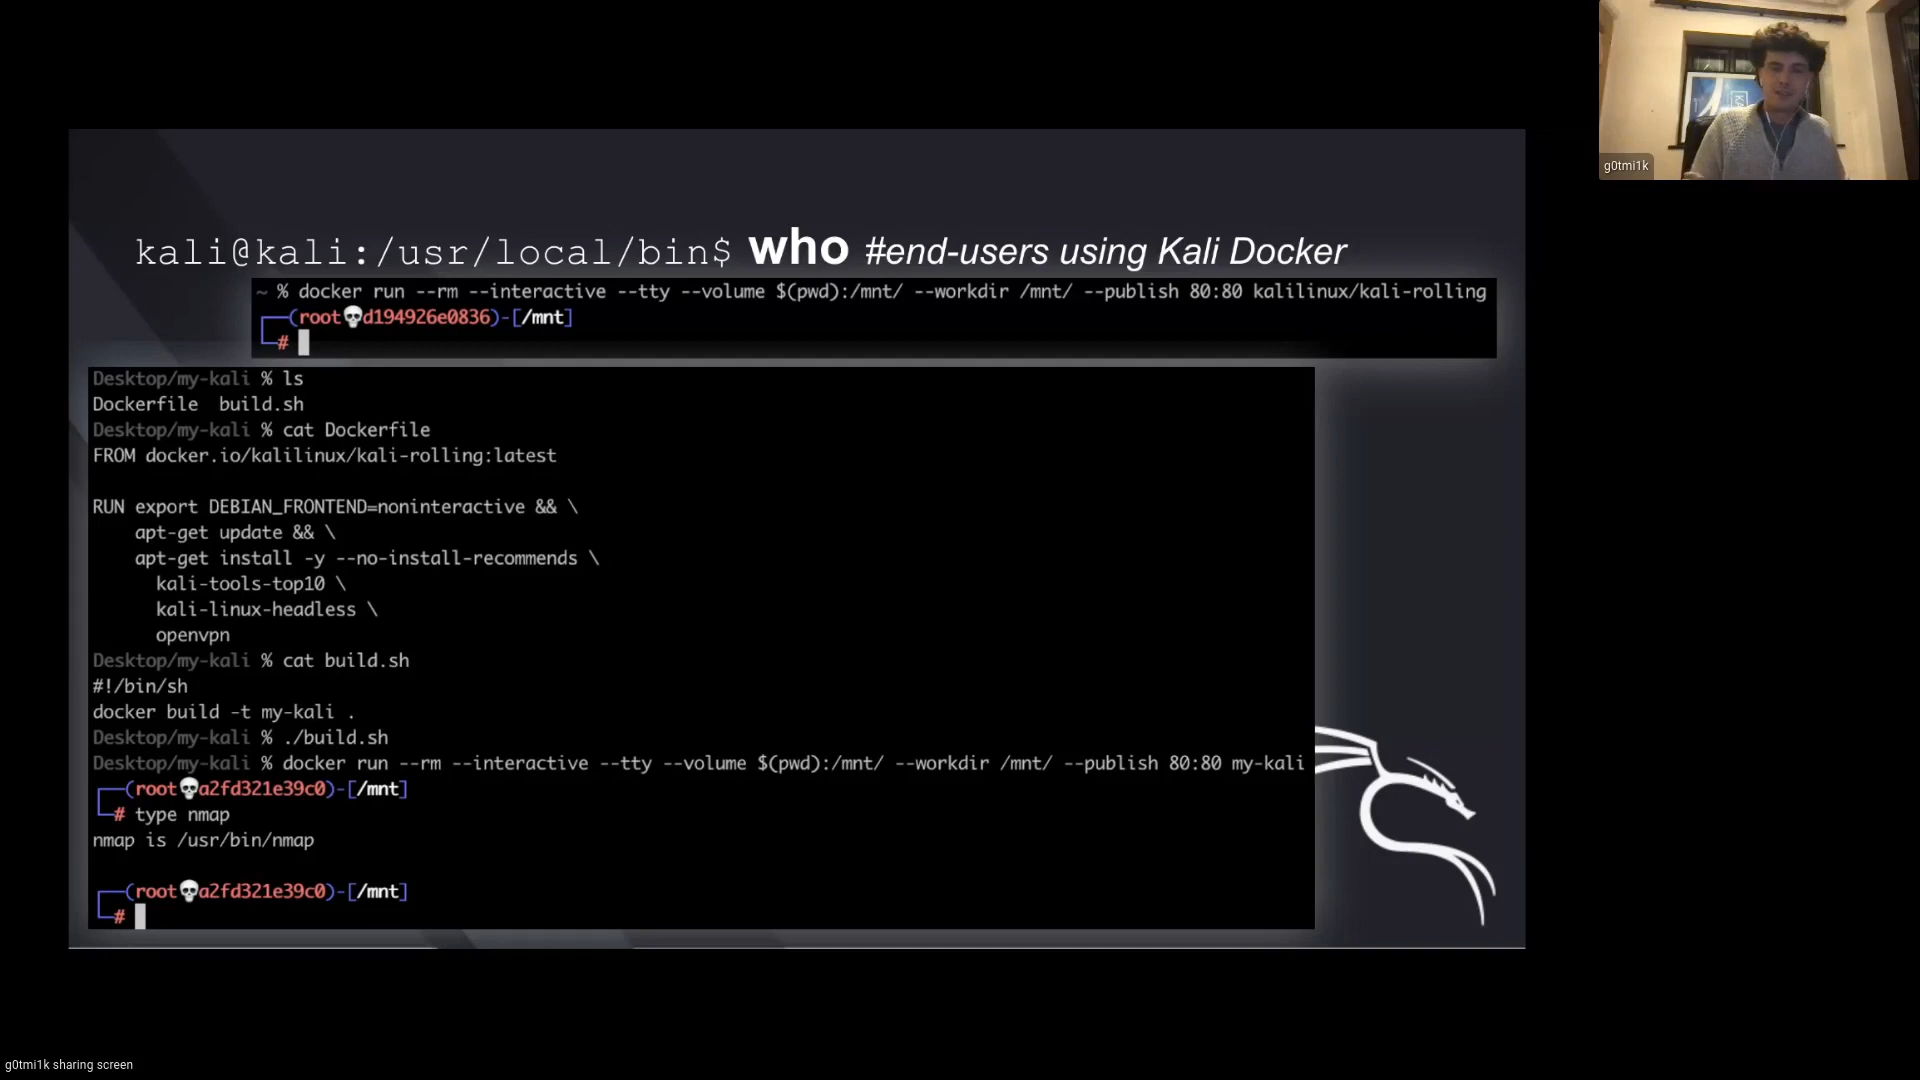 kali@kali:/usr/local/bin$ who #end-users using Kali Docker
~ % docker run --rm --interactive --tty --volume $(pwd):/mnt/ --workdir /mnt/ --publish 80:80 kalilinux/kali-rolling
┌──(root💀d194926e0836)-[/mnt]
└─#
Desktop/my-kali % ls
Dockerfile  build.sh
Desktop/my-kali % cat Dockerfile
FROM docker.io/kalilinux/kali-rolling:latest
RUN export DEBIAN_FRONTEND=noninteractive && \
apt-get update && \
apt-get install -y --no-install-recommends \
kali-tools-top10 \
kali-linux-headless \
openvpn
Desktop/my-kali % cat build.sh
#!/bin/sh
docker build -t my-kali .
Desktop/my-kali % ./build.sh
Desktop/my-kali % docker run --rm --interactive --tty --volume $(pwd):/mnt/ --workdir /mnt/ --publish 80:80 my-kali
┌──(root💀a2fd321e39c0)-[/mnt]
└─# type nmap
nmap is /usr/bin/nmap
┌──(root💀a2fd321e39c0)-[/mnt]
└─#
g0tmi1k
g0tmi1k sharing screen